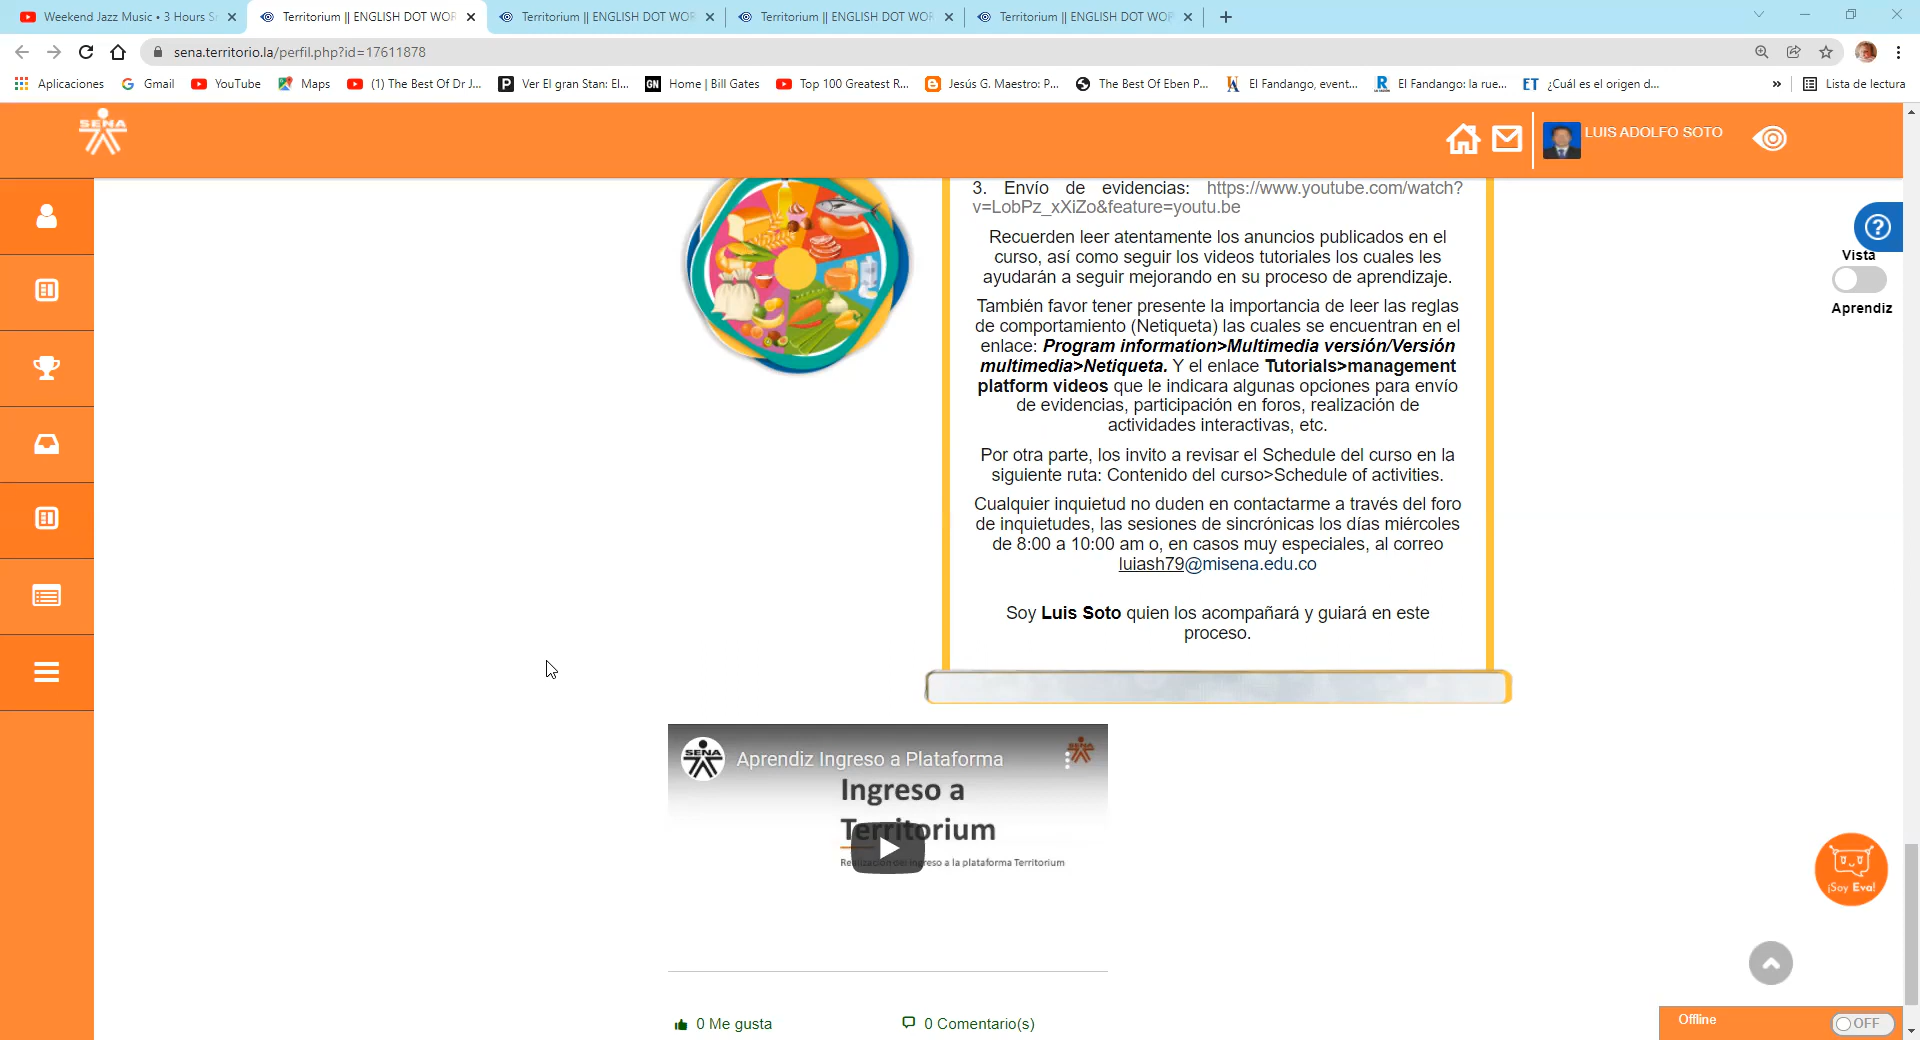 Weekend Jazz Music • 3 Hours S
Territorium || ENGLISH DOT WOR
Territorium || ENGLISH DOT WOR
Territorium || ENGLISH DOT WOR
Territorium || ENGLISH DOT WOR
sena.territorio.la/perfil.php?id=17611878
Aplicaciones
Gmail
YouTube
Maps
(1) The Best Of Dr J...
Ver El gran Stan: El...
Home | Bill Gates
Top 100 Greatest R...
Jesús G. Maestro: P...
The Best Of Eben P...
El Fandango, event...
El Fandango: la rue...
¿Cuál es el origen d...
Lista de lectura
SENA
LUIS ADOLFO SOTO
3. Envío de evidencias: https://www.youtube.com/watch?
v=LobPz_xXiZo&feature=youtu.be
Recuerden leer atentamente los anuncios publicados en el
curso, así como seguir los videos tutoriales los cuales les
ayudarán a seguir mejorando en su proceso de aprendizaje.
También favor tener presente la importancia de leer las reglas
de comportamiento (Netiqueta) las cuales se encuentran en el
enlace: Program information>Multimedia versión/Versión
multimedia>Netiqueta. Y el enlace Tutorials>management
platform videos que le indicara algunas opciones para envío
de evidencias, participación en foros, realización de
actividades interactivas, etc.
Por otra parte, los invito a revisar el Schedule del curso en la
siguiente ruta: Contenido del curso>Schedule of activities.
Cualquier inquietud no duden en contactarme a través del foro
de inquietudes, las sesiones de sincrónicas los días miércoles
de 8:00 a 10:00 am o, en casos muy especiales, al correo
luiash79@misena.edu.co
Soy Luis Soto quien los acompañará y guiará en este
proceso.
Vista
Aprendiz
SENA
Aprendiz Ingreso a Plataforma
SENA
Ingreso a
Territorium
Realización del ingreso a la plataforma Territorium
¡Soy Eva!
0 Me gusta
0 Comentario(s)
Offline
OFF